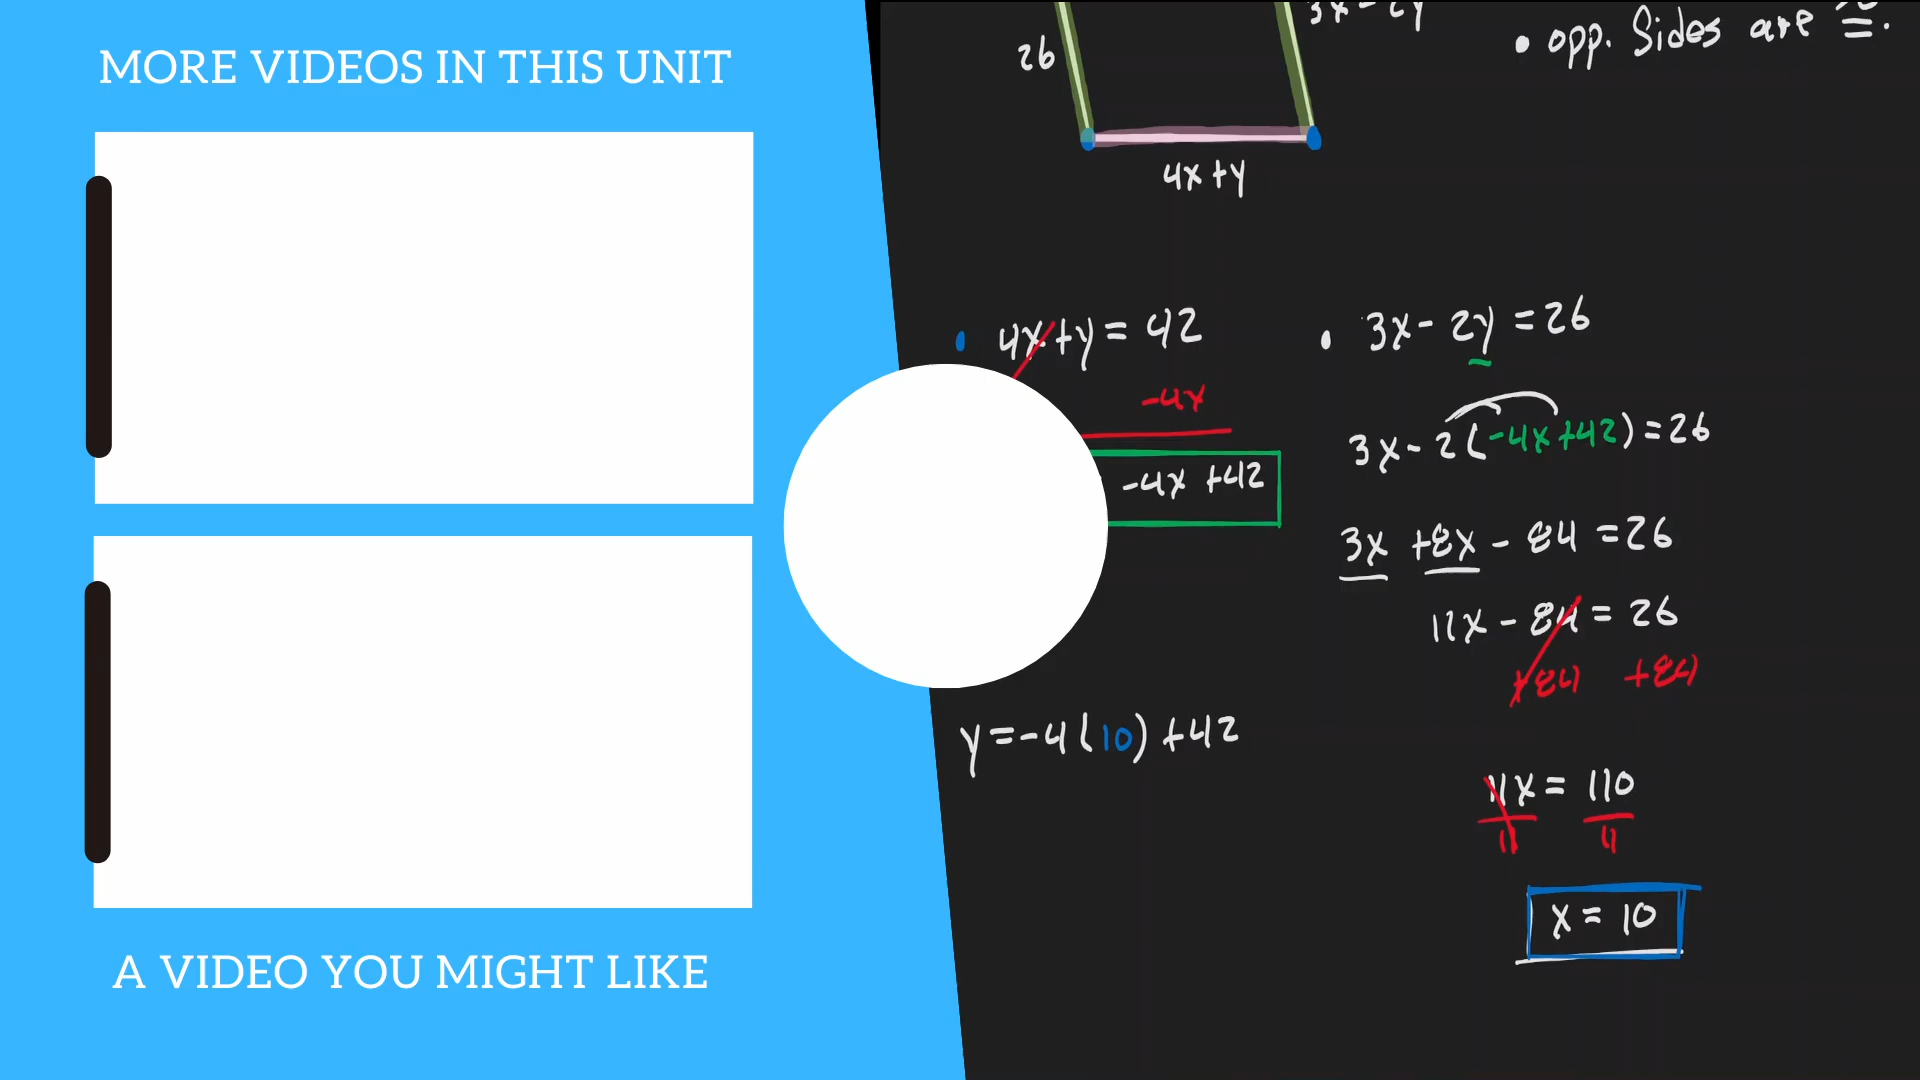 MORE VIDEOS IN THIS UNIT
A VIDEO YOU MIGHT LIKE
26
4x+y
• opp. Sides are ≅.
4x+y=42
-4x
-4x +42
y=-4(10)+42
• 3x-2y=26
3x-2(-4x+42)=26
3x +8x-84=26
11x-84=26
+84 +84
11x=110
11 11
x=10